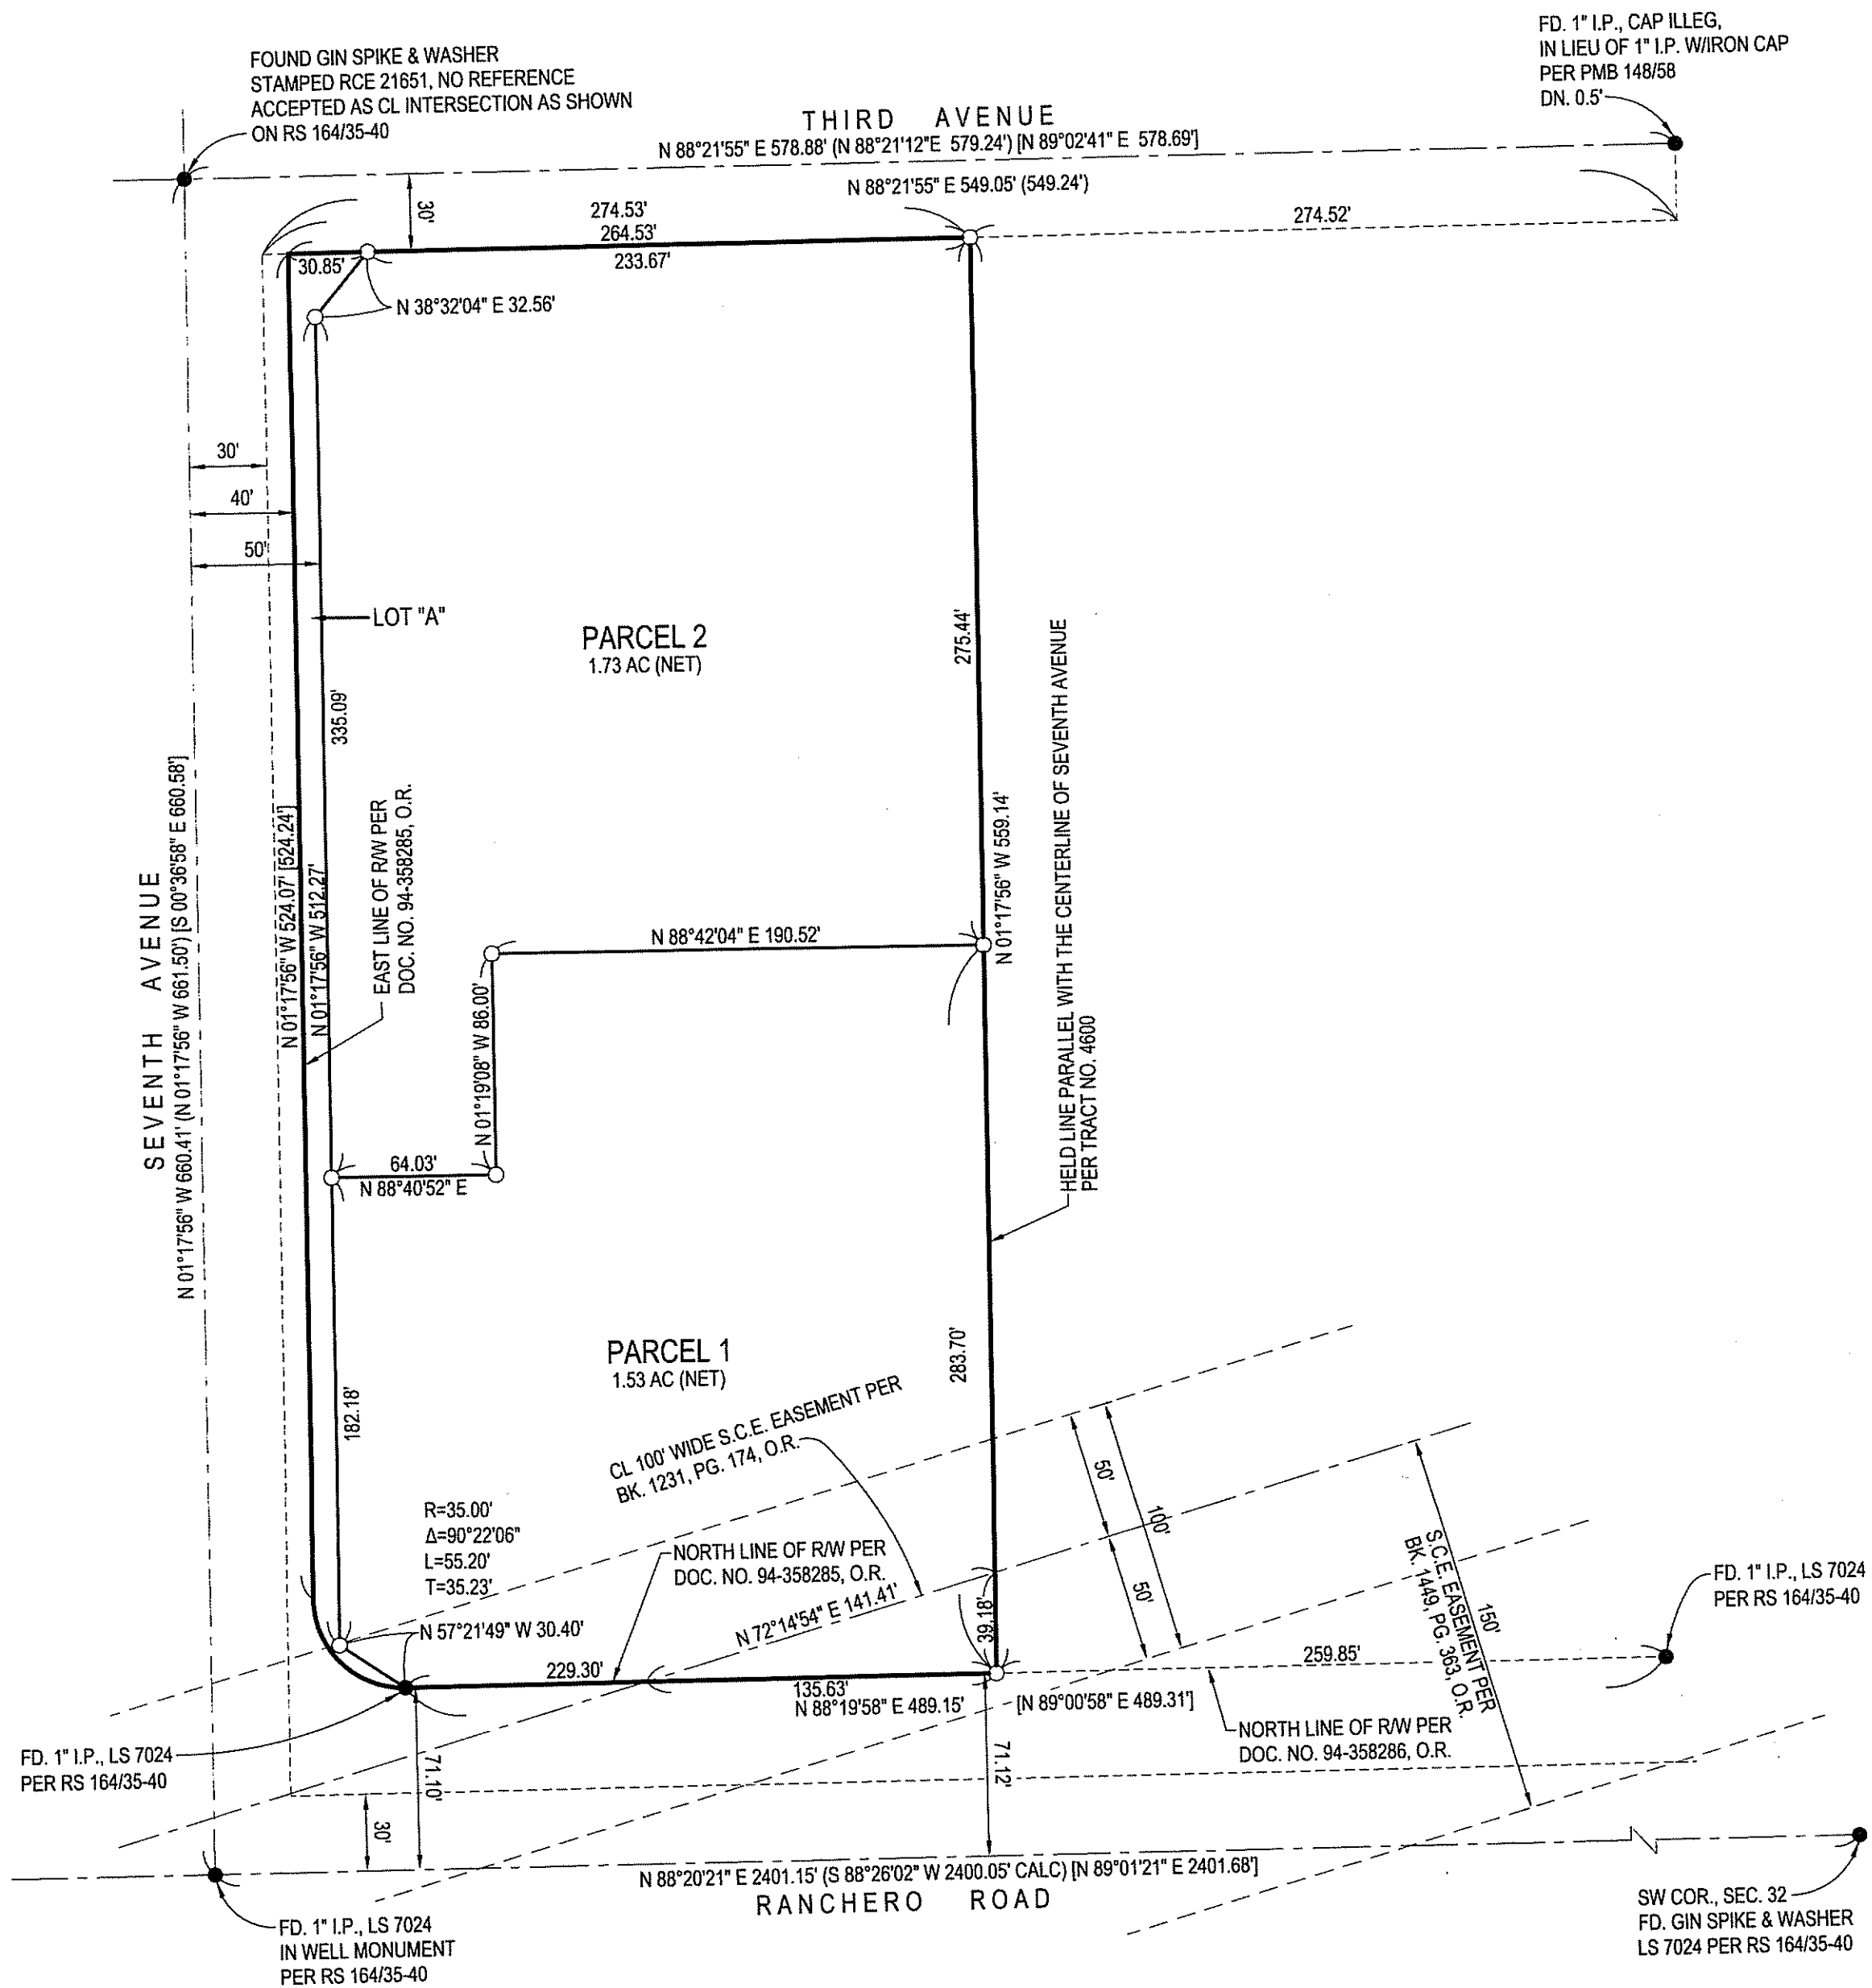 FOUND GIN SPIKE & WASHER
STAMPED RCE 21651, NO REFERENCE
ACCEPTED AS CL INTERSECTION AS SHOWN
ON RS 164/35-40
FD. 1" I.P., CAP ILLEG,
IN LIEU OF 1" I.P. W/IRON CAP
PER PMB 148/58
DN. 0.5'
THIRD AVENUE
N 88°21'55" E 578.88' (N 88°21'12"E 579.24') [N 89°02'41" E 578.69']
N 88°21'55" E 549.05' (549.24')
30'
274.53'
264.53'
274.52'
30.85'
233.67'
N 38°32'04" E 32.56'
30'
40'
50'
LOT "A"
PARCEL 2
1.73 AC (NET)
275.44'
335.09'
HELD LINE PARALLEL WITH THE CENTERLINE OF SEVENTH AVENUE
PER TRACT NO. 4600
SEVENTH AVENUE
N 01°17'56" W 660.41' (N 01°17'56" W 661.50') [S 00°36'58" E 660.58']
N 01°17'56" W 524.07' [524.24']
N 01°17'56" W 512.27'
EAST LINE OF R/W PER
DOC. NO. 94-358285, O.R.
N 01°17'56" W 559.14'
N 88°42'04" E 190.52'
N 01°19'08" W 86.00'
64.03'
N 88°40'52" E
PARCEL 1
1.53 AC (NET)
283.70'
182.18'
CL 100' WIDE S.C.E. EASEMENT PER
BK. 1231, PG. 174, O.R.
50'
100'
50'
S.C.E. EASEMENT PER
BK. 1449, PG. 363, O.R.
150'
R=35.00'
Δ=90°22'06"
L=55.20'
T=35.23'
NORTH LINE OF R/W PER
DOC. NO. 94-358285, O.R.
FD. 1" I.P., LS 7024
PER RS 164/35-40
N 57°21'49" W 30.40'
N 72°14'54" E 141.41'
39.18'
229.30'
259.85'
135.63'
N 88°19'58" E 489.15'
[N 89°00'58" E 489.31']
NORTH LINE OF R/W PER
DOC. NO. 94-358286, O.R.
FD. 1" I.P., LS 7024
PER RS 164/35-40
71.10'
71.12'
30'
N 88°20'21" E 2401.15' (S 88°26'02" W 2400.05' CALC) [N 89°01'21" E 2401.68']
RANCHERO ROAD
FD. 1" I.P., LS 7024
IN WELL MONUMENT
PER RS 164/35-40
SW COR., SEC. 32
FD. GIN SPIKE & WASHER
LS 7024 PER RS 164/35-40